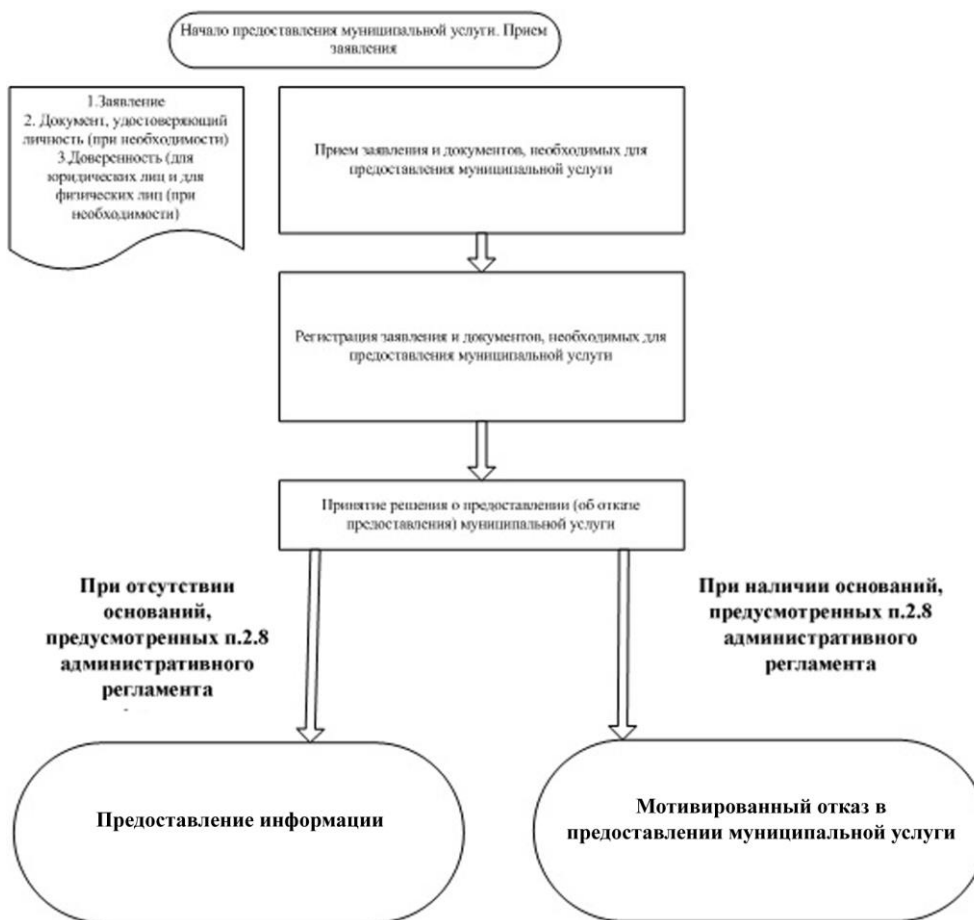 Начало предоставления муниципальной услуги. Прием
заявления
1.Заявление
2. Документ, удостоверяющий
личность (при необходимости)
3.Доверенность (для
юридических лиц и для
физических лиц (при
необходимости)
Прием заявления и документов, необходимых для
предоставления муниципальной услуги
Регистрация заявления и документов, необходимых для
предоставления муниципальной услуги
Принятие решения о предоставлении (об отказе
предоставления) муниципальной услуги
При отсутствии
оснований,
предусмотренных п.2.8
административного
регламента
При наличии оснований,
предусмотренных п.2.8
административного
регламента
Предоставление информации
Мотивированный отказ в
предоставлении муниципальной услуги